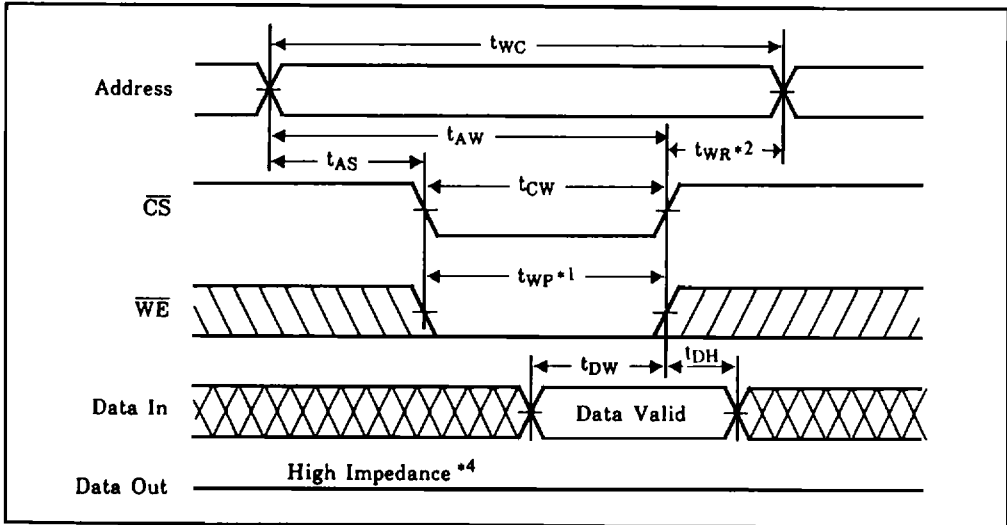 tWC
Address
tAW
tWR*2
tAS
tCW
CS
tWP*1
WE
tDW
tDH
Data In
Data Valid
High Impedance *4
Data Out